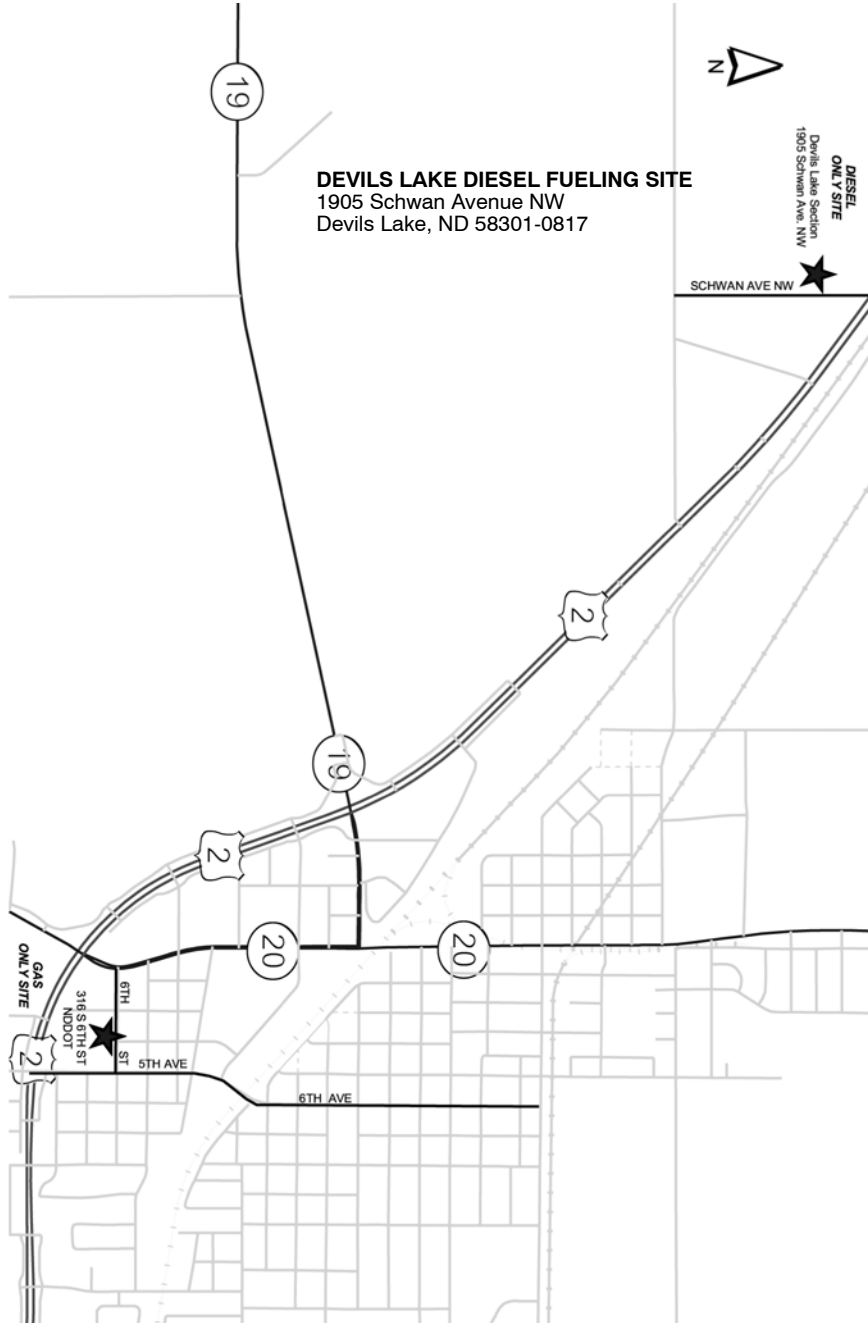 N
DIESEL
ONLY SITE
Devils Lake Section
1905 Schwan Ave. NW
19
DEVILS LAKE DIESEL FUELING SITE
1905 Schwan Avenue NW
Devils Lake, ND 58301-0817
SCHWAN AVE NW
2
19
2
20
20
GAS
ONLY SITE
6TH ST
316 S 6TH ST
NDDOT
2
5TH AVE
6TH AVE